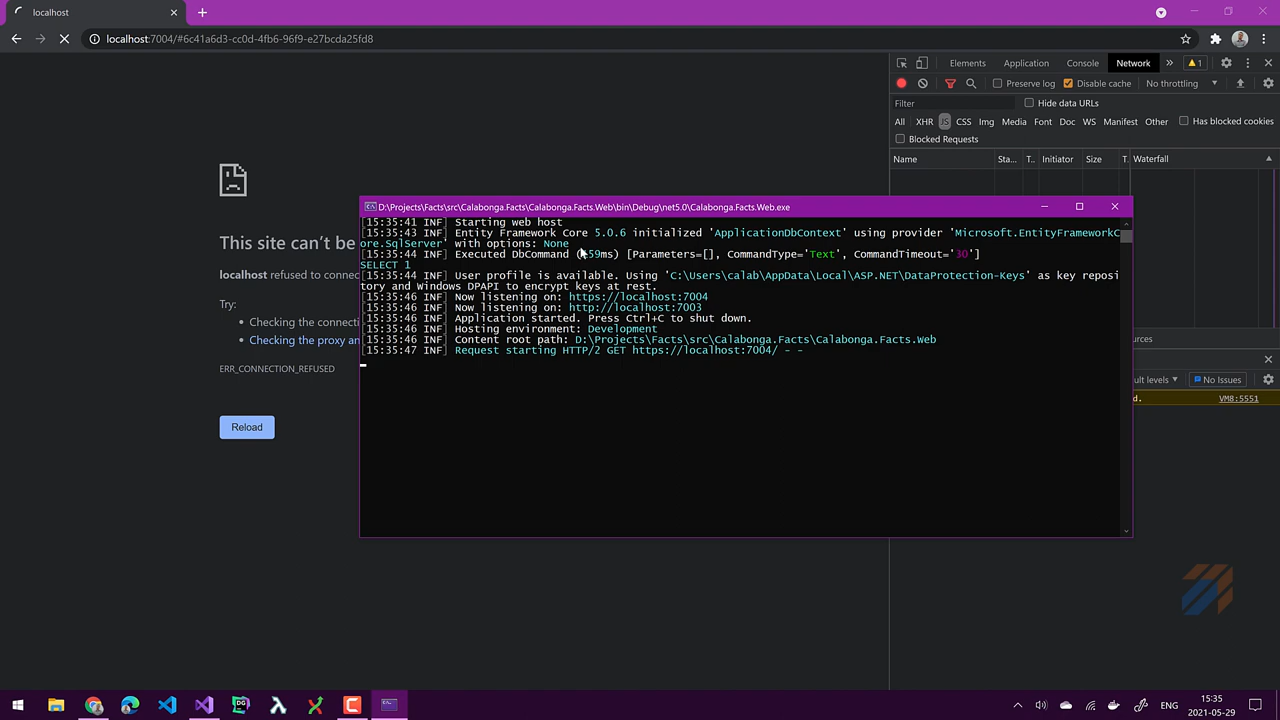 localhost
localhost:7004/#6c41a6d3-cc0d-4fb6-96f9-e27bcda25fd8
Elements Application Console Network 1
Preserve log Disable cache No throttling
Filter Hide data URLs
All XHR JS CSS Img Media Font Doc WS Manifest Other Has blocked cookies
Blocked Requests
Name Sta... T.. Initiator Size T. Waterfall
D:\Projects\Facts\src\Calabonga.Facts\Calabonga.Facts.Web\bin\Debug\net5.0\Calabonga.Facts.Web.exe
[15:35:41 INF] Starting web host
[15:35:43 INF] Entity Framework Core 5.0.6 initialized 'ApplicationDbContext' using provider 'Microsoft.EntityFrameworkC
ore.SqlServer' with options: None
[15:35:44 INF] Executed DbCommand (59ms) [Parameters=[], CommandType='Text', CommandTimeout='30']
SELECT 1
[15:35:44 INF] User profile is available. Using 'C:\Users\calab\AppData\Local\ASP.NET\DataProtection-Keys' as key reposi
tory and Windows DPAPI to encrypt keys at rest.
[15:35:46 INF] Now listening on: https://localhost:7004
[15:35:46 INF] Now listening on: http://localhost:7003
[15:35:46 INF] Application started. Press Ctrl+C to shut down.
[15:35:46 INF] Hosting environment: Development
[15:35:46 INF] Content root path: D:\Projects\Facts\src\Calabonga.Facts\Calabonga.Facts.Web
[15:35:47 INF] Request starting HTTP/2 GET https://localhost:7004/ - -
This site can't be
localhost refused to connec
Try:
Checking the connecti
Checking the proxy an
ERR_CONNECTION_REFUSED
Reload
urces
ult levels No Issues
d. VM8:5551
ENG
15:35
2021-05-29